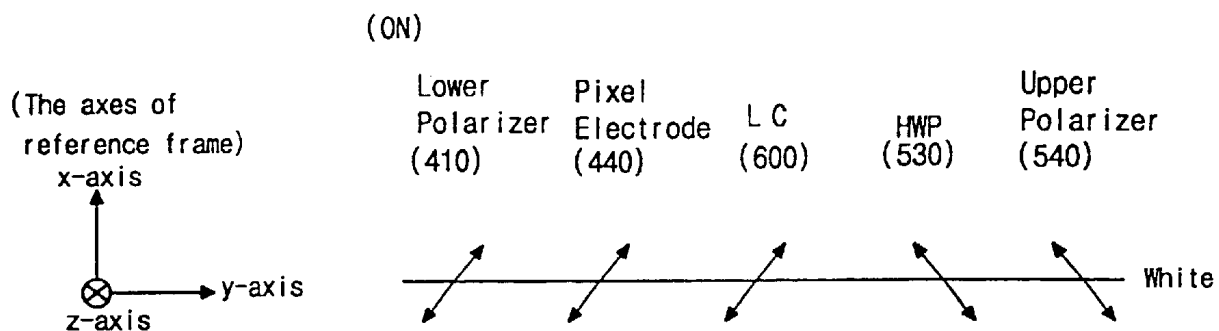 (ON)
(The axes of
reference frame)
x-axis
y-axis
z-axis
Lower
Polarizer
(410)
Pixel
Electrode
(440)
LC
(600)
HWP
(530)
Upper
Polarizer
(540)
White